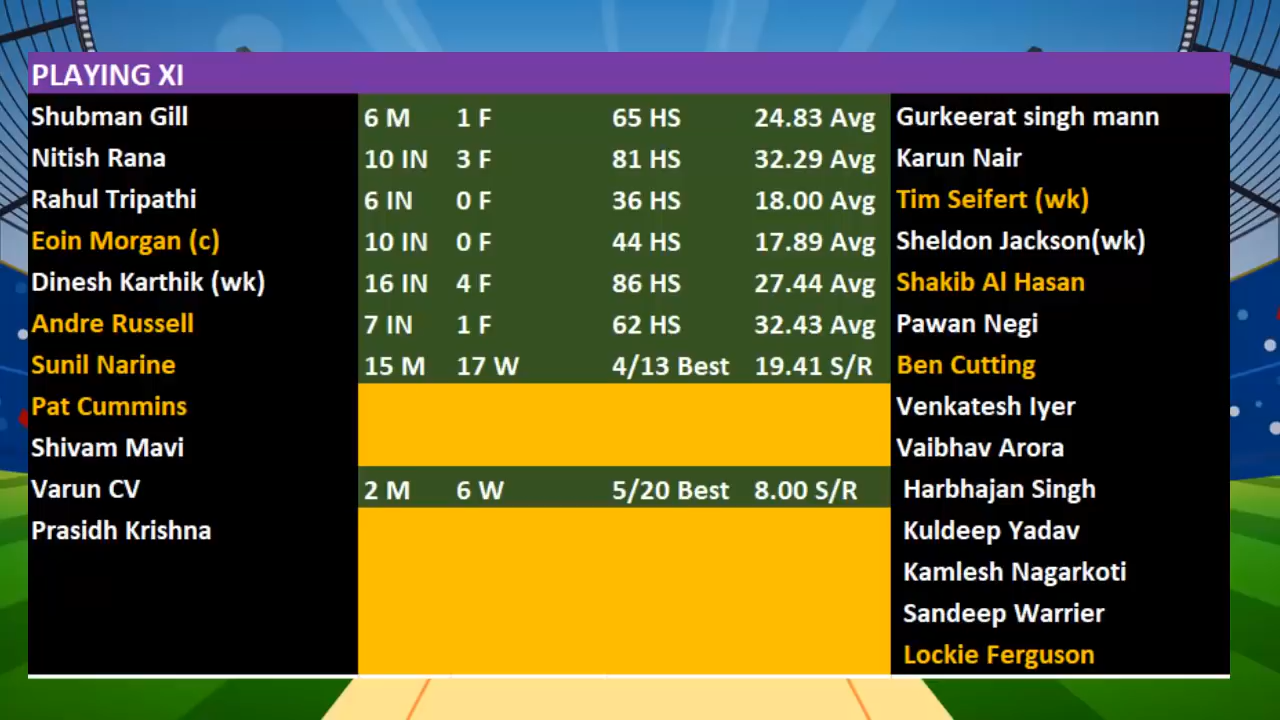 PLAYING XI
Shubman Gill 6 M 1 F 65 HS 24.83 Avg Gurkeerat singh mann
Nitish Rana 10 IN 3 F 81 HS 32.29 Avg Karun Nair
Rahul Tripathi 6 IN 0 F 36 HS 18.00 Avg Tim Seifert (wk)
Eoin Morgan (c) 10 IN 0 F 44 HS 17.89 Avg Sheldon Jackson(wk)
Dinesh Karthik (wk) 16 IN 4 F 86 HS 27.44 Avg Shakib Al Hasan
Andre Russell 7 IN 1 F 62 HS 32.43 Avg Pawan Negi
Sunil Narine 15 M 17 W 4/13 Best 19.41 S/R Ben Cutting
Pat Cummins Venkatesh Iyer
Shivam Mavi Vaibhav Arora
Varun CV 2 M 6 W 5/20 Best 8.00 S/R Harbhajan Singh
Prasidh Krishna Kuldeep Yadav
Kamlesh Nagarkoti
Sandeep Warrier
Lockie Ferguson